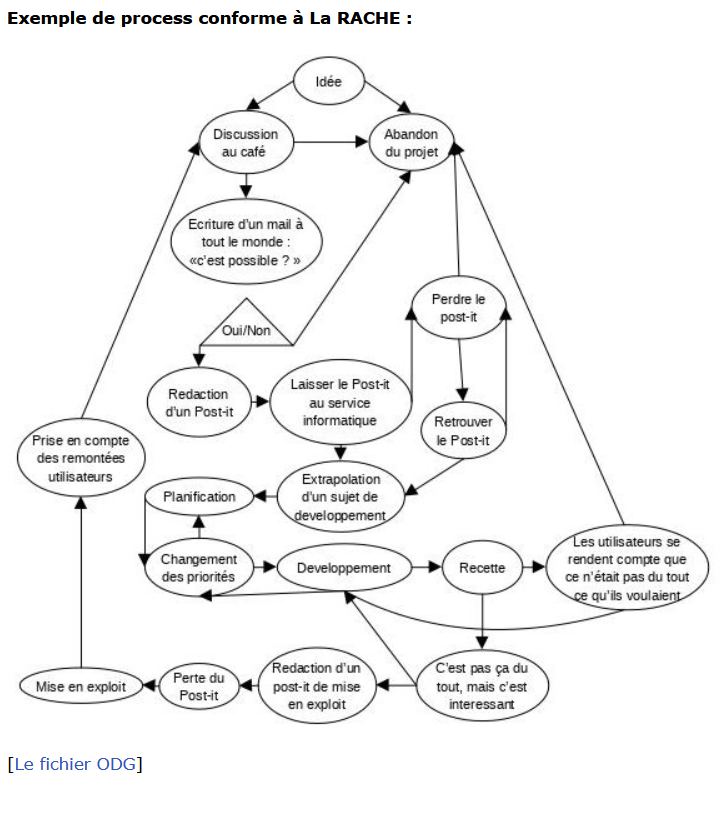 Exemple de process conforme à La RACHE :
Idée
Discussion
au café
Abandon
du projet
Ecriture d'un mail à
tout le monde :
«c'est possible ? »
Oui/Non
Perdre le
post-it
Redaction
d'un Post-it
Laisser le Post-it
au service
informatique
Retrouver
le Post-it
Prise en compte
des remontées
utilisateurs
Planification
Extrapolation
d'un sujet de
developpement
Changement
des priorités
Developpement
Recette
Les utilisateurs se
rendent compte que
ce n'était pas du tout
ce qu'ils voulaient
Mise en exploit
Perte du
Post-it
Redaction d'un
post-it de mise
en exploit
C'est pas ça du
tout, mais c'est
interessant
[Le fichier ODG]